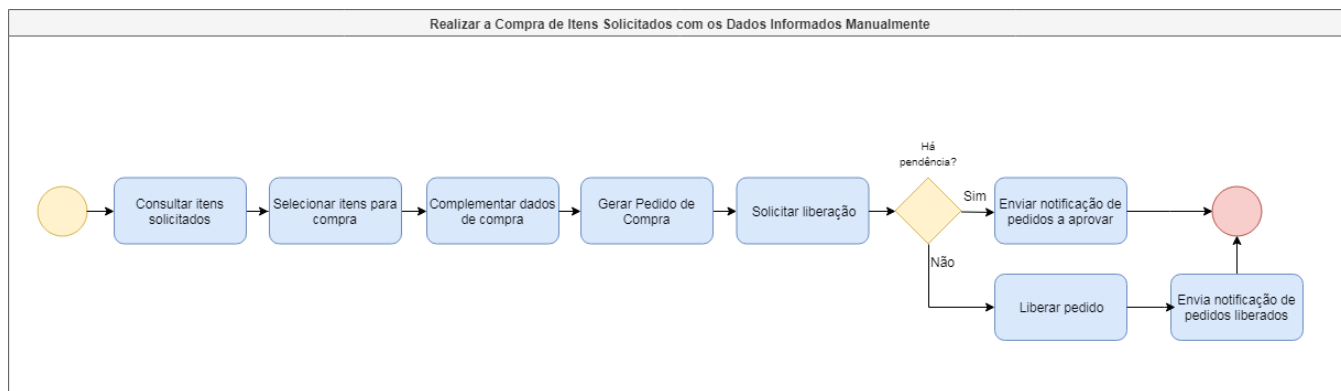 Realizar a Compra de Itens Solicitados com os Dados Informados Manualmente
Há
pendência?
Consultar itens
solicitados
Selecionar itens para
compra
Complementar dados
de compra
Gerar Pedido de
Compra
Solicitar liberação
Sim
Enviar notificação de
pedidos a aprovar
Não
Liberar pedido
Envia notificação de
pedidos liberados